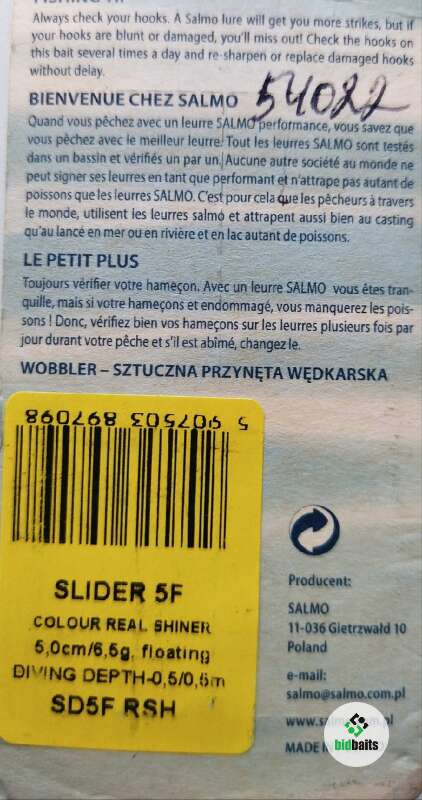 Always check your hooks. A Salmo lure will get you more strikes, but if
your hooks are blunt or damaged, you'll miss out! Check the hooks on
this bait several times a day and re-sharpen or replace damaged hooks
without delay.
BIENVENUE CHEZ SALMO 54022
Quand vous pêchez avec un leurre SALMO performance, vous savez que
vous pêchez avec le meilleur leurre. Tout les leurres SALMO sont testés
dans un bassin et vérifiés un par un. Aucune autre société au monde ne
peut signer ses leurres en tant que performant et n'attrape pas autant de
poissons que les leurres SALMO. C'est pour cela que les pêcheurs à travers
le monde, utilisent les leurres salmo et attrapent aussi bien au casting
qu'au lancé en mer ou en rivière et en lac autant de poissons.
LE PETIT PLUS
Toujours vérifier votre hameçon. Avec un leurre SALMO vous êtes tran-
quille, mais si votre hameçons et endommagé, vous manquerez les pois-
sons ! Donc, vérifiez bien vos hameçons sur les leurres plusieurs fois par
jour durant votre pêche et s'il est abîmé, changez le.
WOBBLER – SZTUCZNA PRZYNĘTA WĘDKARSKA
5 907503 897098
SLIDER 5F
COLOUR REAL SHINER
5,0cm/6,5g, floating
DIVING DEPTH-0,5/0,5m
SD5F RSH
Producent:
SALMO
11-036 Gietrzwałd 10
Poland
e-mail:
salmo@salmo.com.pl
www.salmo.com.pl
MADE IN
bidbaits